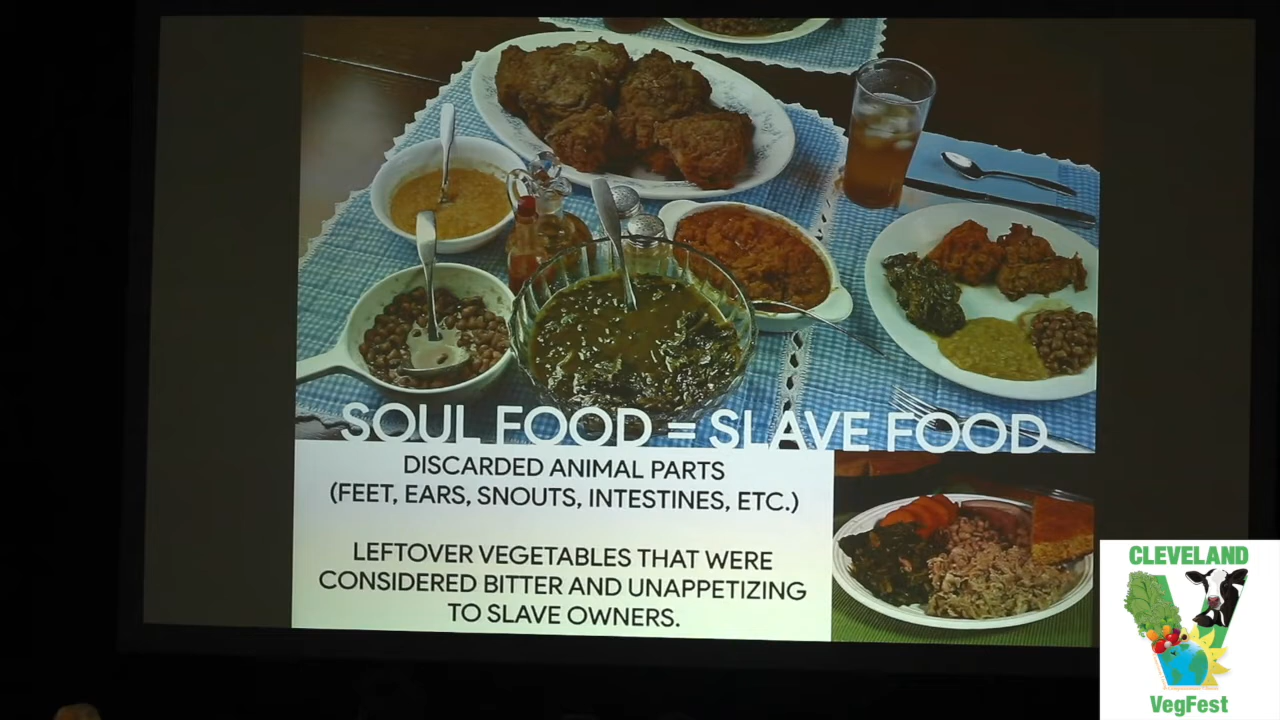 SOUL FOOD = SLAVE FOOD
DISCARDED ANIMAL PARTS
(FEET, EARS, SNOUTS, INTESTINES, ETC.)
LEFTOVER VEGETABLES THAT WERE
CONSIDERED BITTER AND UNAPPETIZING
TO SLAVE OWNERS.
CLEVELAND
VegFest